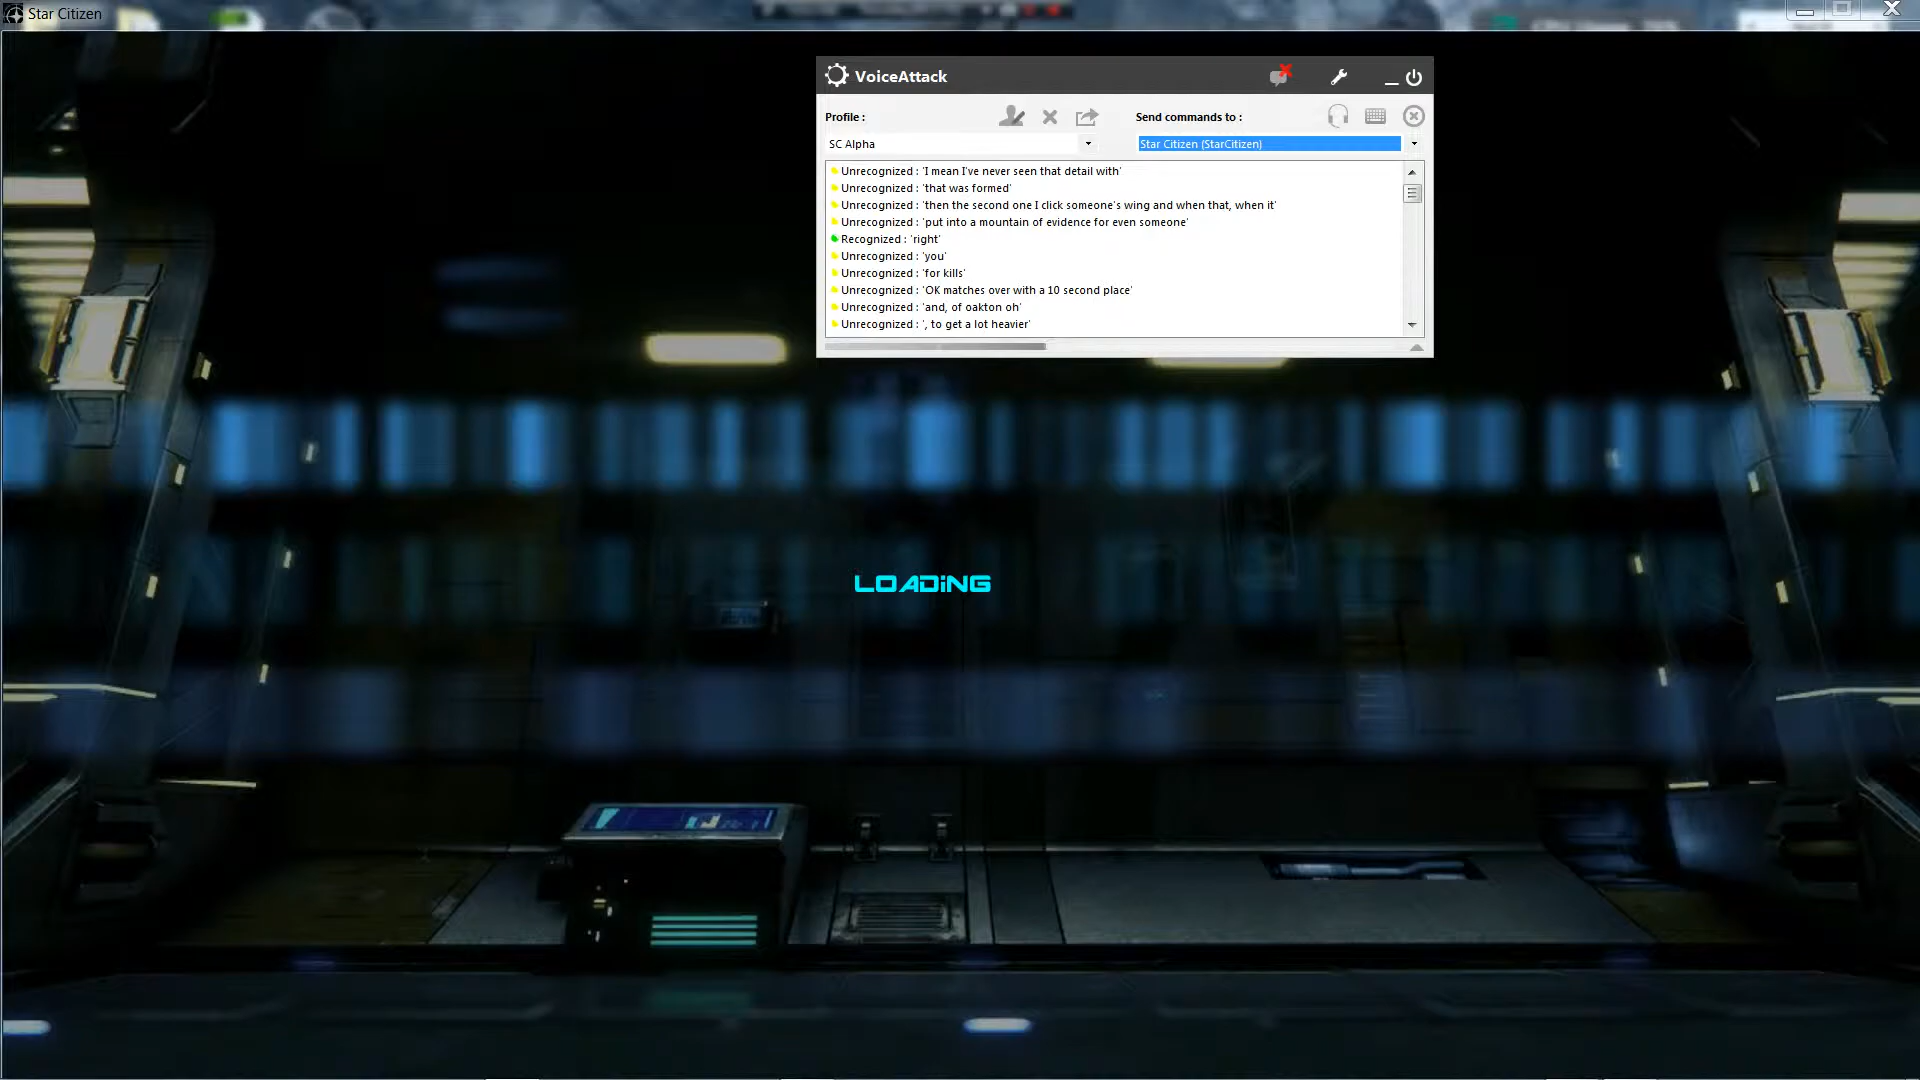 Star Citizen
VoiceAttack
Profile :
Send commands to :
SC Alpha
Star Citizen (StarCitizen)
Unrecognized : 'I mean I've never seen that detail with'
Unrecognized : 'that was formed'
Unrecognized : 'then the second one I click someone's wing and when that, when it'
Unrecognized : 'put into a mountain of evidence for even someone'
Recognized : 'right'
Unrecognized : 'you'
Unrecognized : 'for kills'
Unrecognized : 'OK matches over with a 10 second place'
Unrecognized : 'and, of oakton oh'
Unrecognized : ', to get a lot heavier'
LOADING